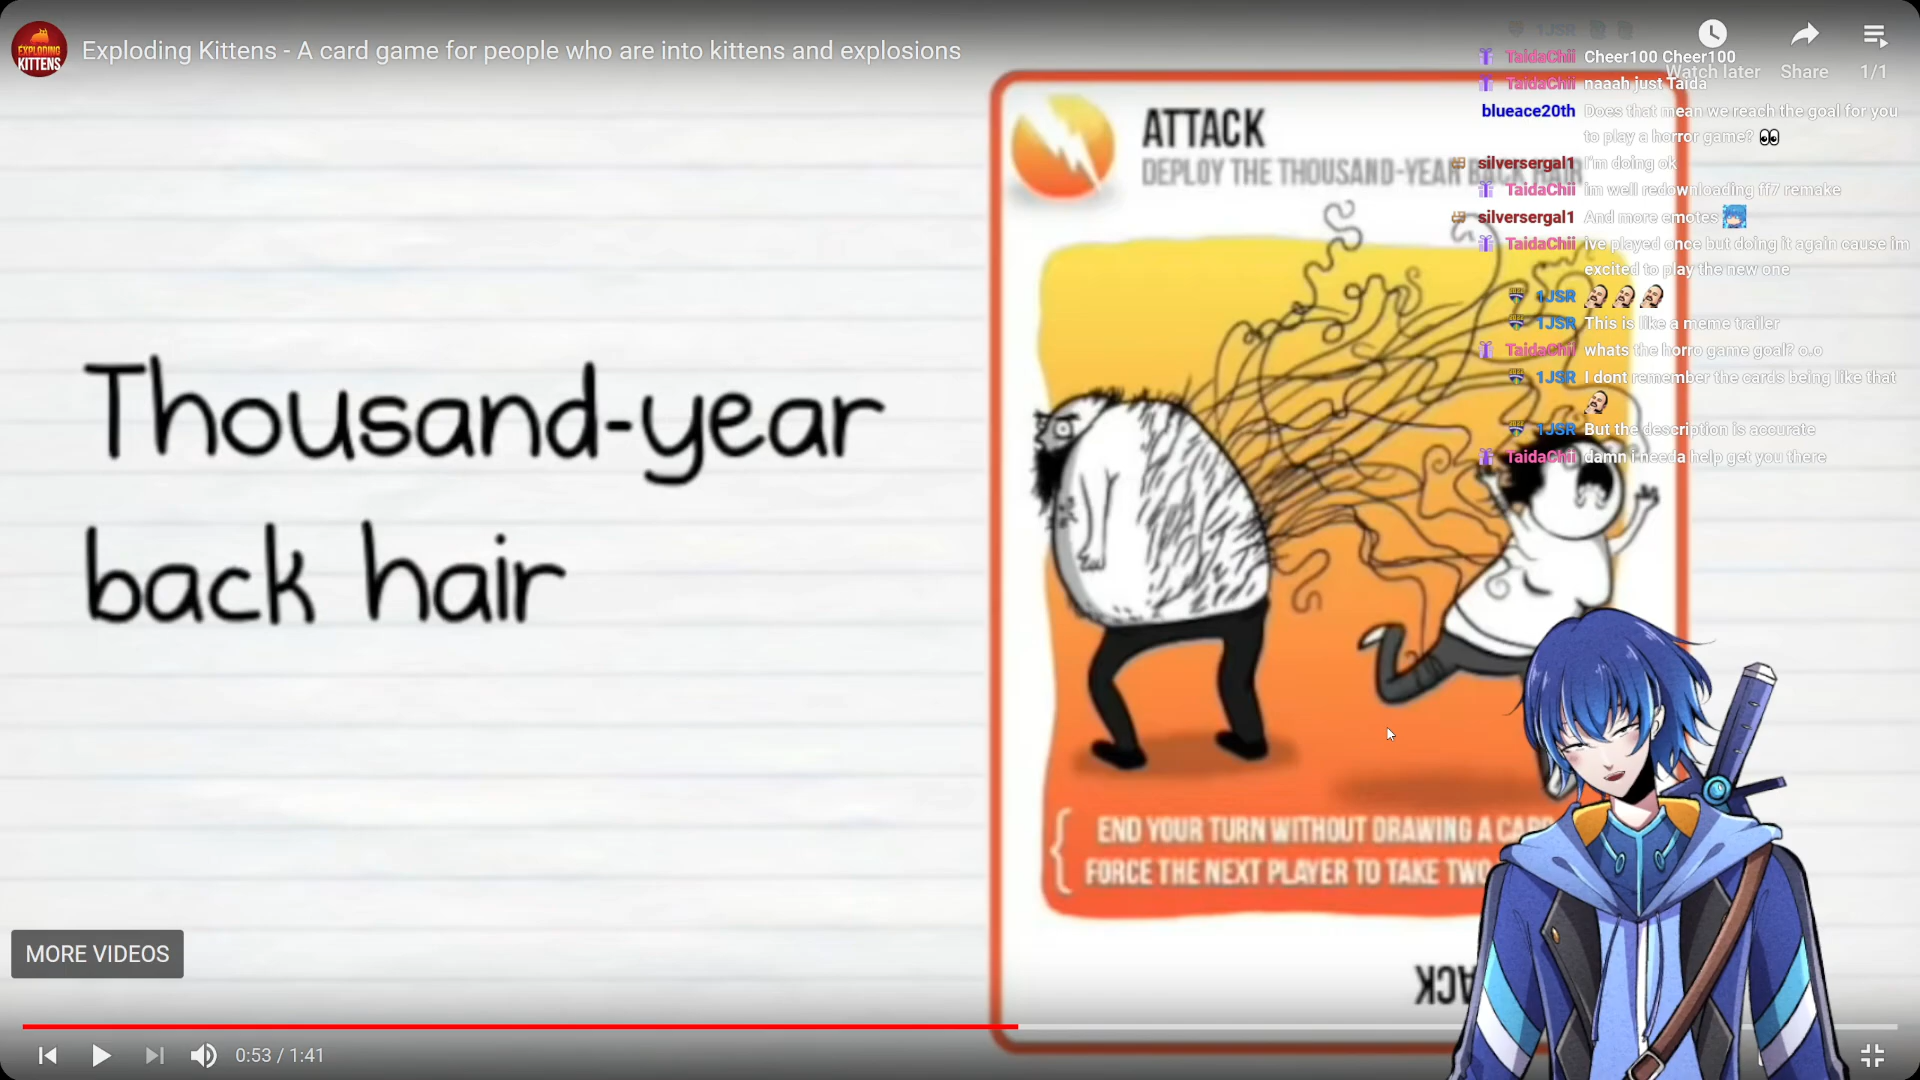 EXPLODING
KITTENS
Exploding Kittens - A card game for people who are into kittens and explosions
Watch later
Share
1/1
1JSR
TaidaChii Cheer100 Cheer100
TaidaChii naaah just Taida
blueace20th Does that mean we reach the goal for you
to play a horror game?
silversergal1 I'm doing ok
TaidaChii im well redownloading ff7 remake
silversergal1 And more emotes
TaidaChii ive played once but doing it again cause im
excited to play the new one
1JSR
1JSR This is like a meme trailer
TaidaChii whats the horro game goal? o.o
1JSR I dont remember the cards being like that
1JSR But the description is accurate
TaidaChii damn i needa help get you there
ATTACK
DEPLOY THE THOUSAND-YEAR BACK HAIR
Thousand-year
back hair
END YOUR TURN WITHOUT DRAWING A CARD
FORCE THE NEXT PLAYER TO TAKE TWO
MORE VIDEOS
0:53 / 1:41